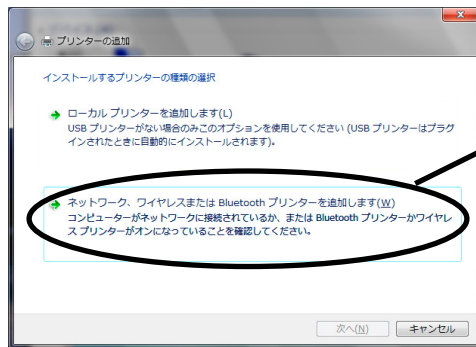 プリンターの追加
インストールするプリンターの種類の選択
ローカル プリンターを追加します(L)
USB プリンターがない場合のみこのオプションを使用してください (USB プリンターはプラグ
インされたときに自動的にインストールされます)。
ネットワーク、ワイヤレスまたは Bluetooth プリンターを追加します(W)
コンピューターがネットワークに接続されているか、または Bluetooth プリンターかワイヤレ
ス プリンターがオンになっていることを確認してください。
次へ(N)
キャンセル